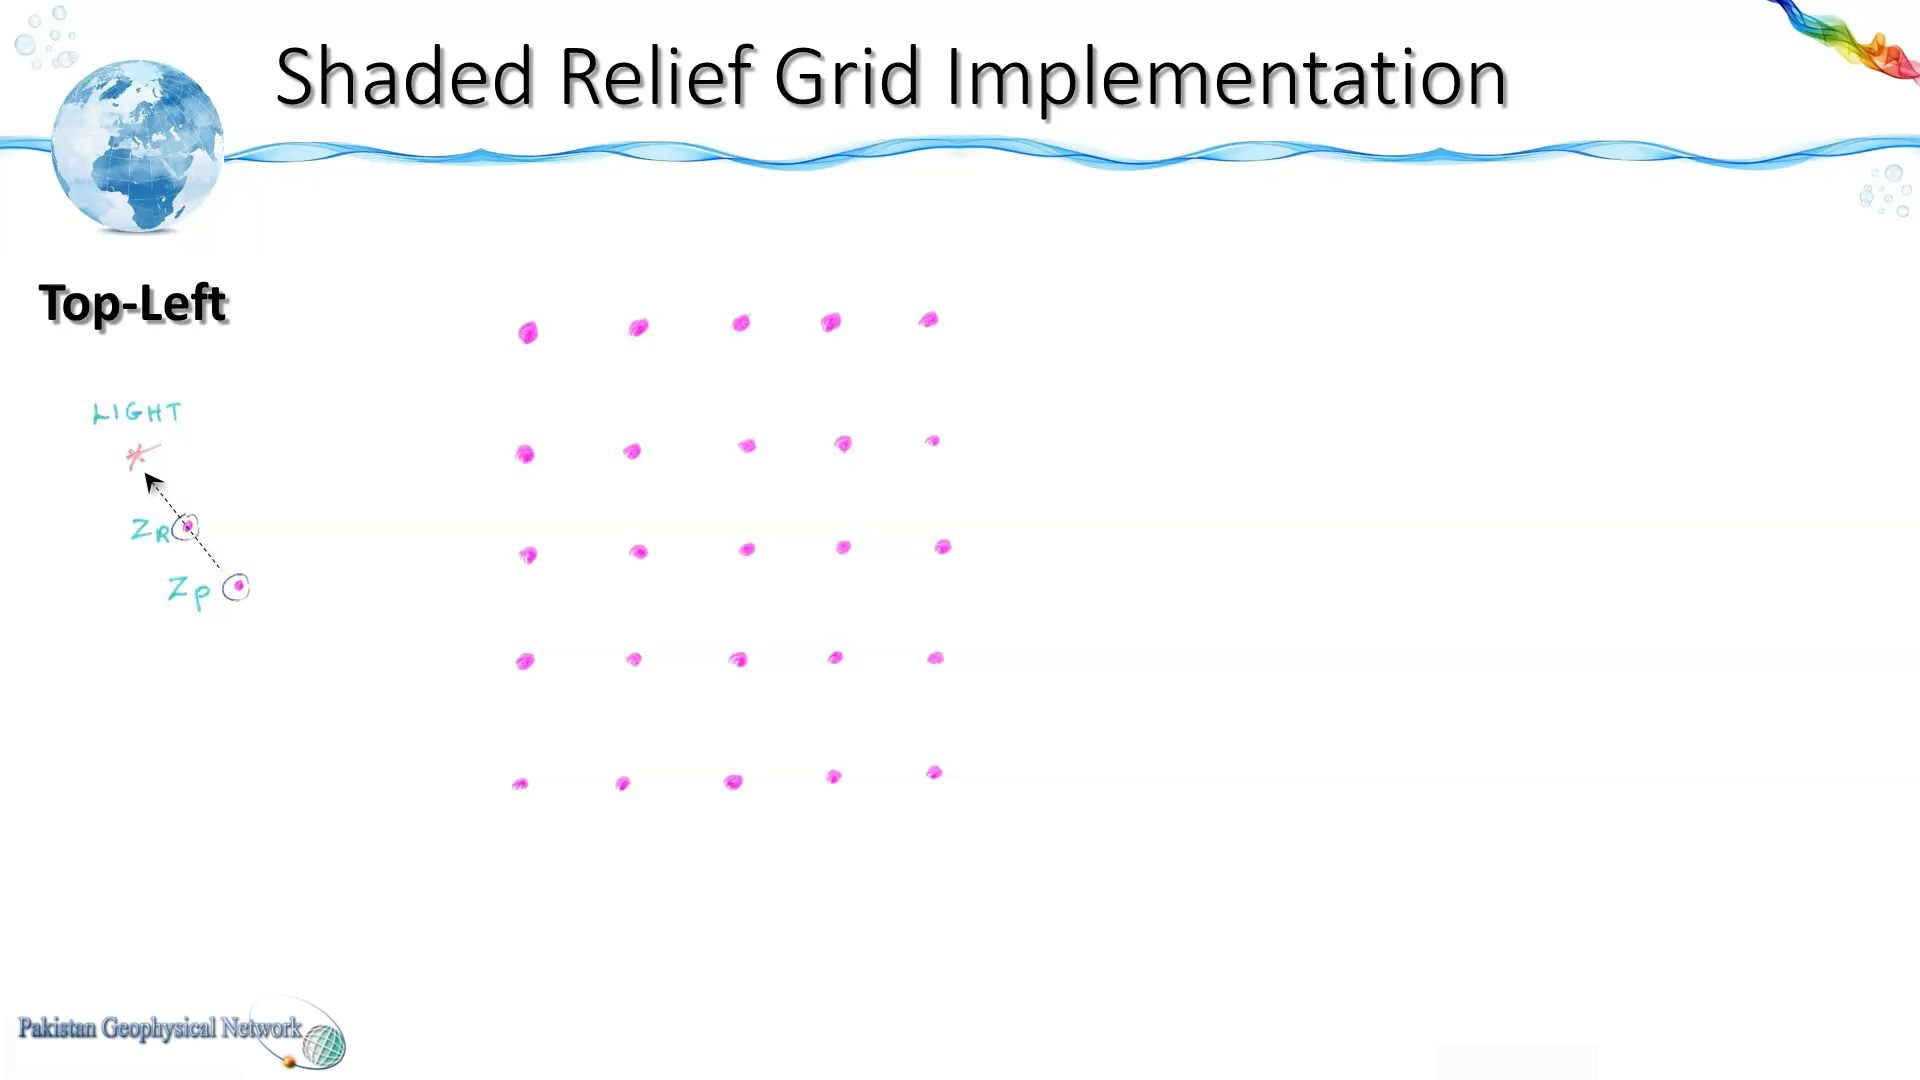 Shaded Relief Grid Implementation
Top-Left
LIGHT
ZR
Zp
Pakistan Geophysical Network